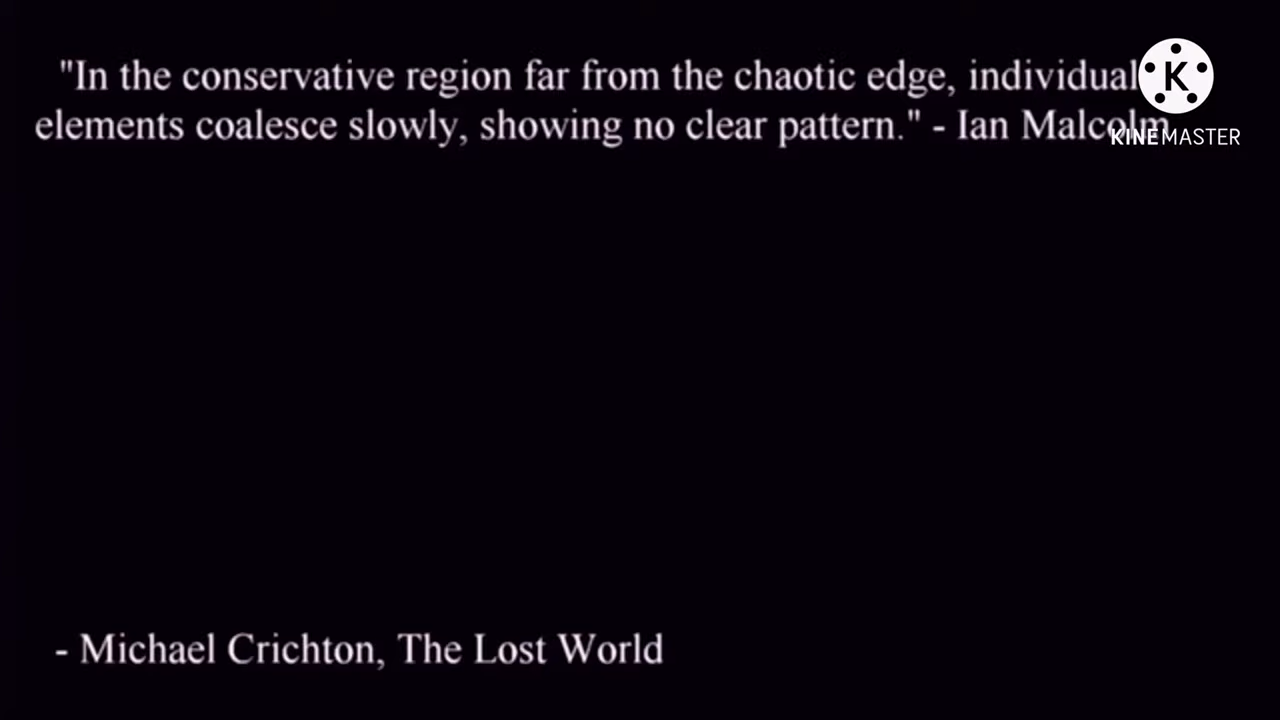 "In the conservative region far from the chaotic edge, individual
elements coalesce slowly, showing no clear pattern." - Ian Malcolm
K
KINEMASTER
- Michael Crichton, The Lost World